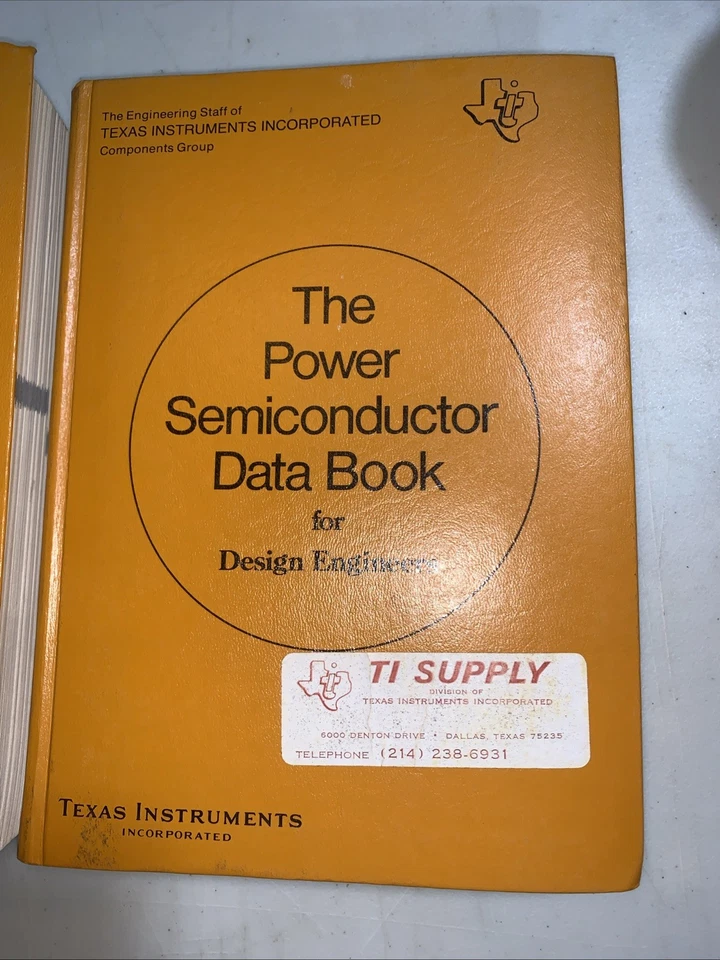 The Engineering Staff of
TEXAS INSTRUMENTS INCORPORATED
Components Group
The
Power
Semiconductor
Data Book
for
Design Engineers
TI SUPPLY
DIVISION OF
TEXAS INSTRUMENTS INCORPORATED
6000 DENTON DRIVE • DALLAS, TEXAS 75235
TELEPHONE (214) 238-6931
TEXAS INSTRUMENTS
INCORPORATED